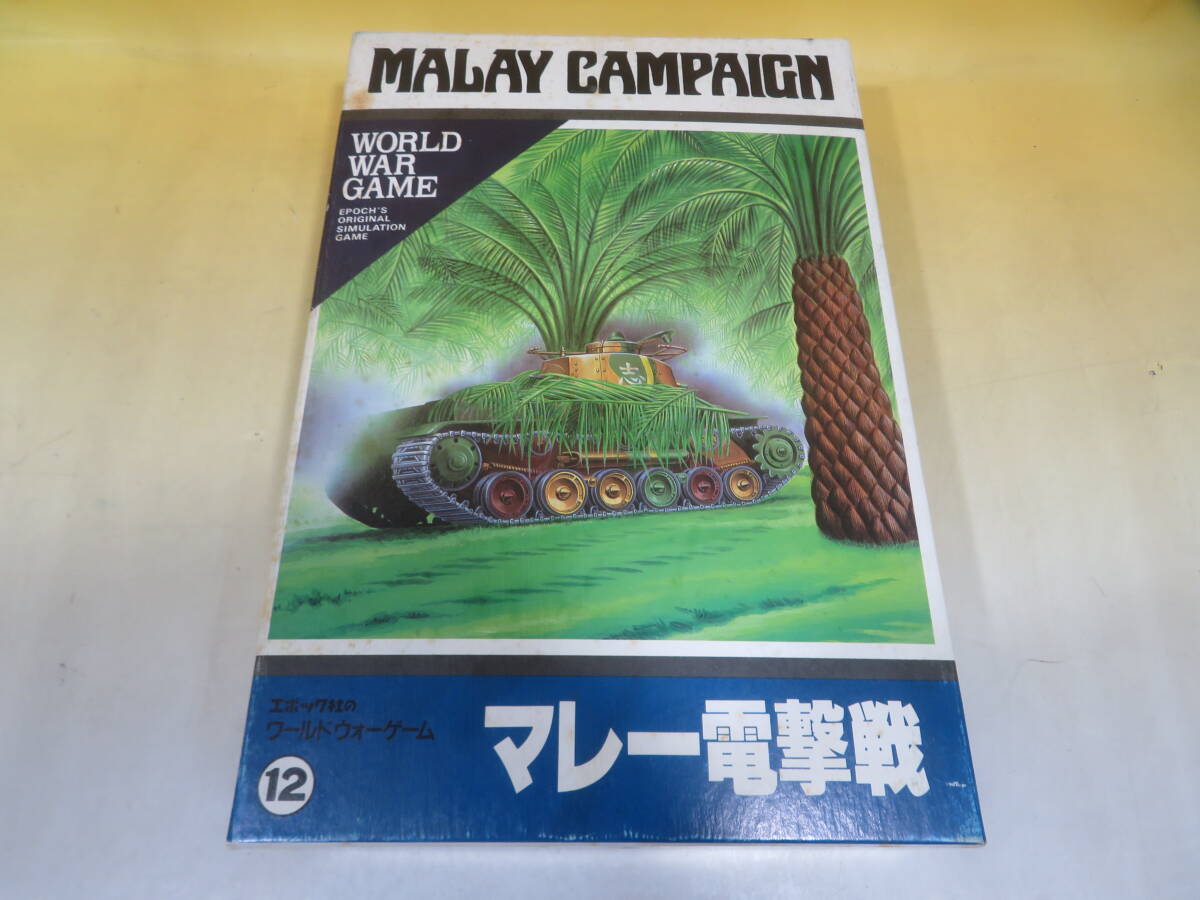 MALAY CAMPAIGN
WORLD
WAR
GAME
EPOCH'S
ORIGINAL
SIMULATION
GAME
志
エポック社の
ワールドウォーゲーム
12
マレー電撃戦